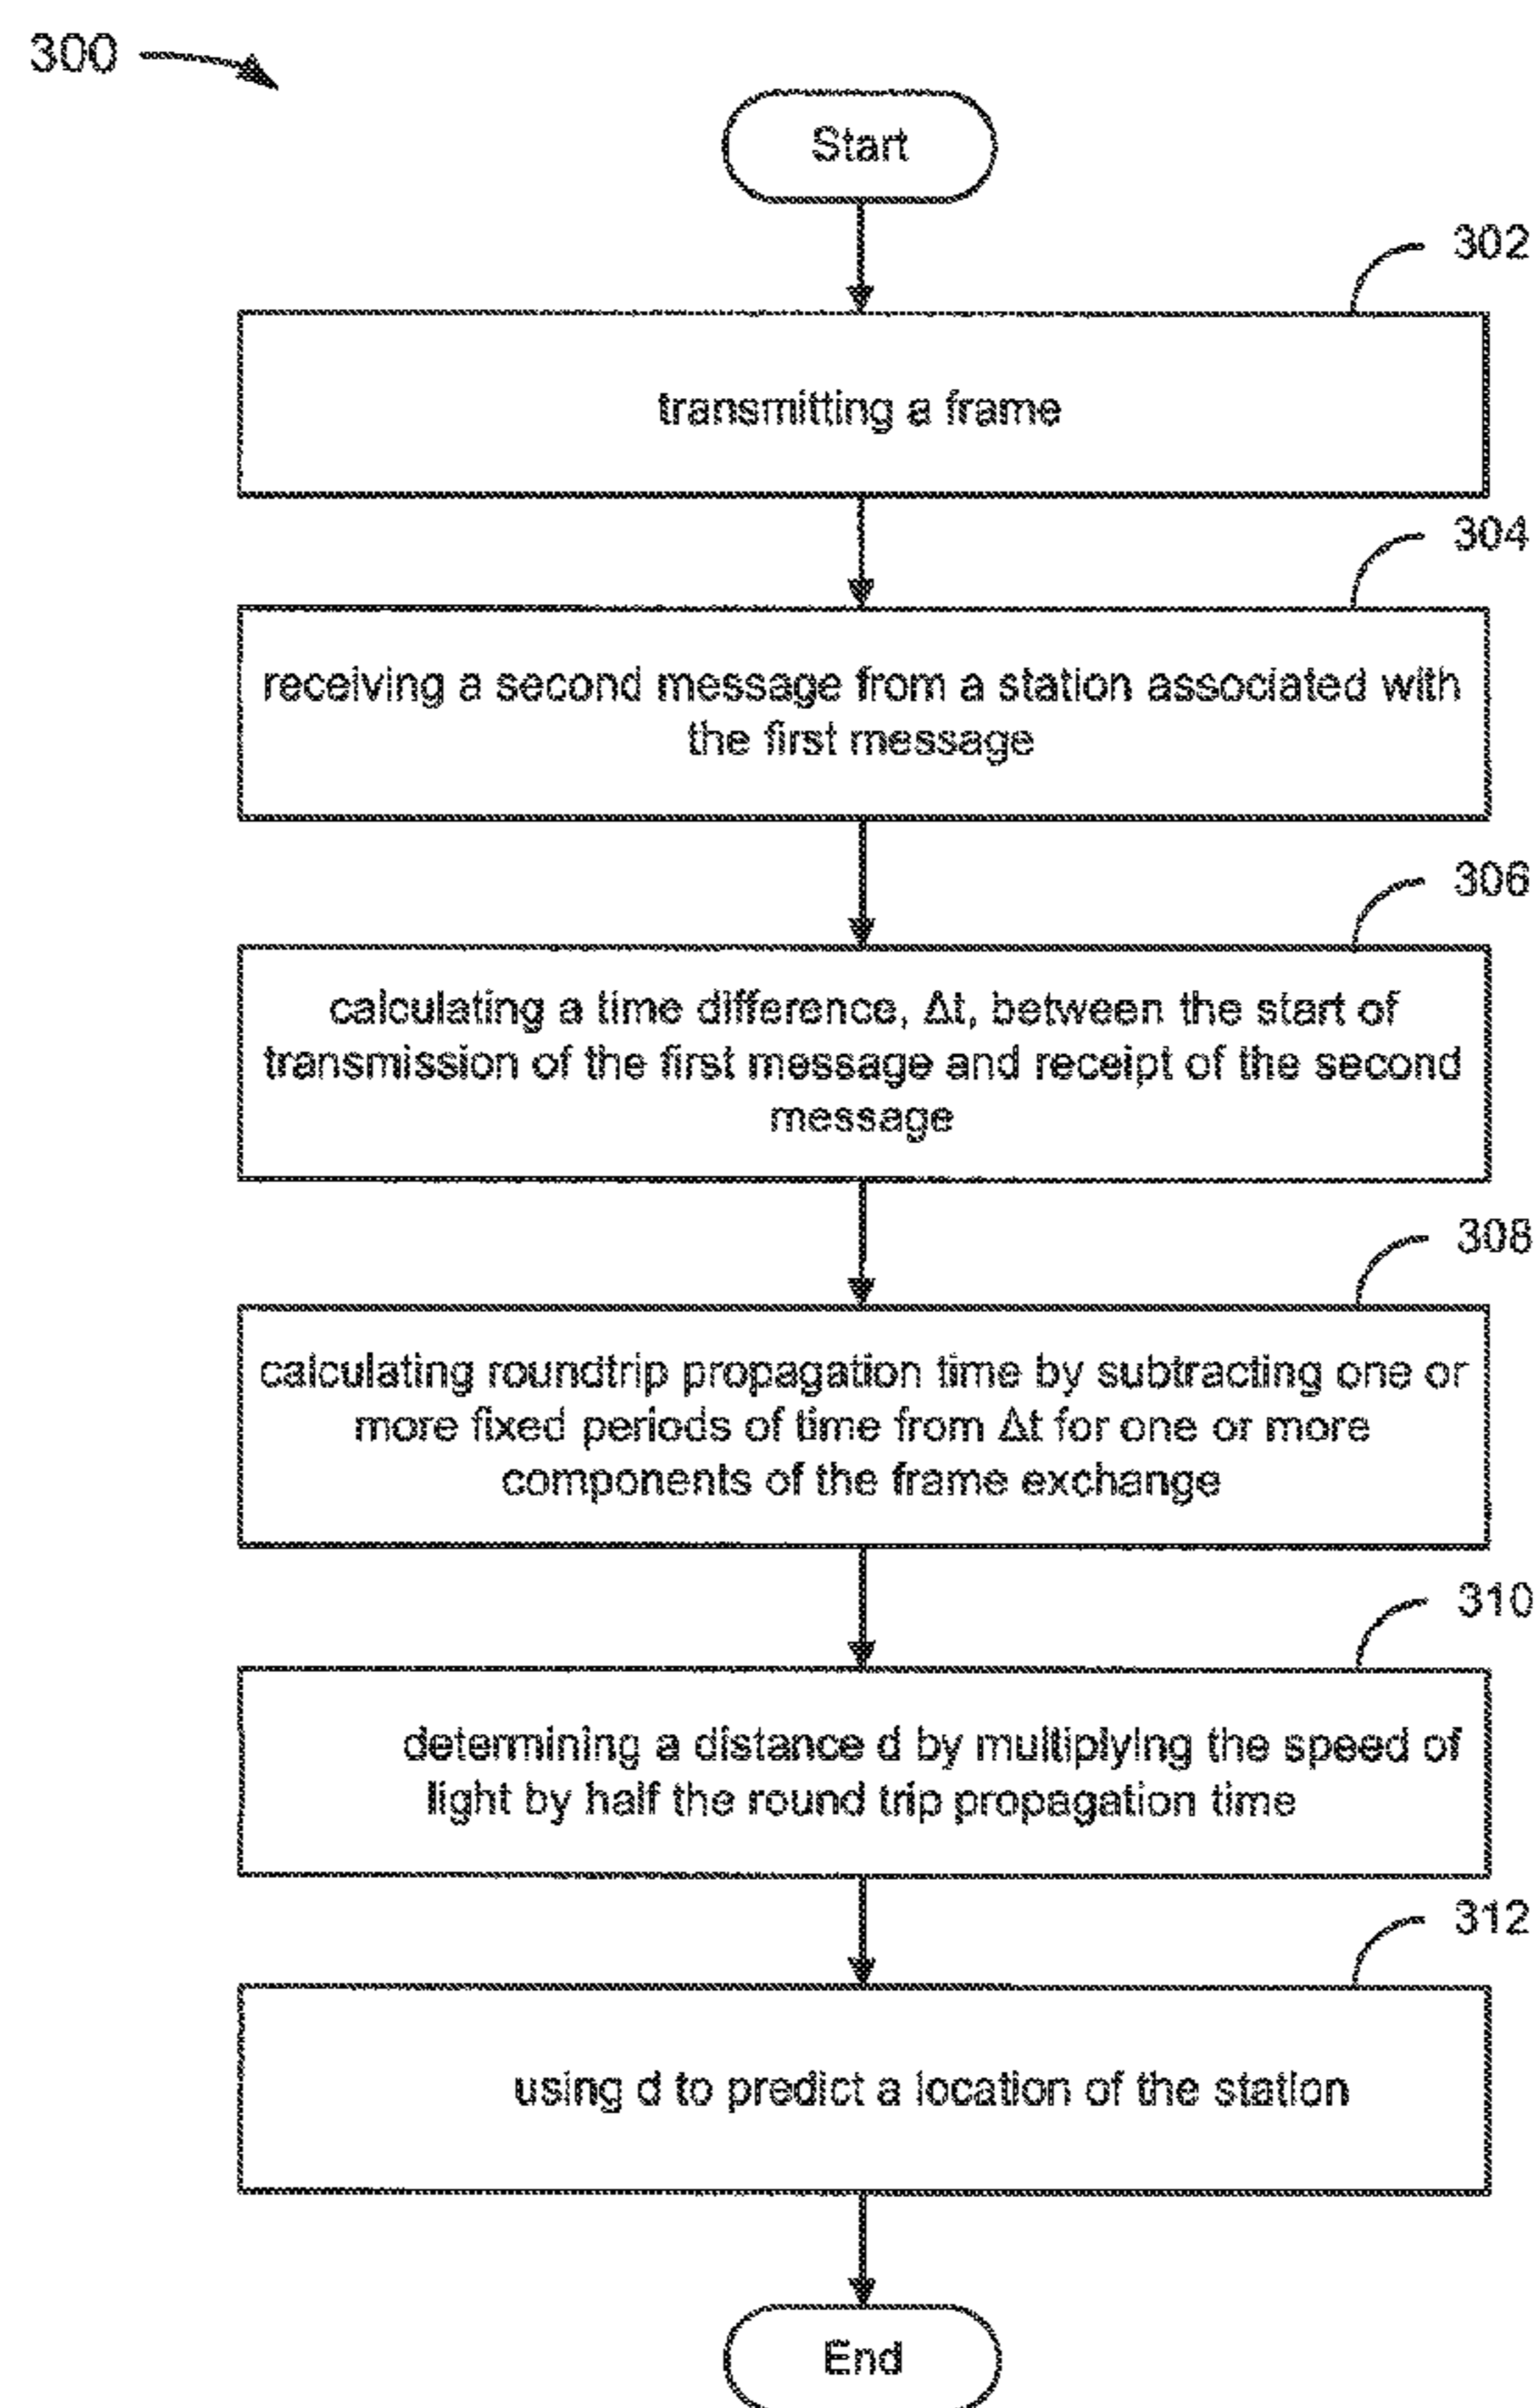 300
Start
302
transmitting a frame
304
receiving a second message from a station associated with
the first message
306
calculating a time difference, Δt, between the start of
transmission of the first message and receipt of the second
message
308
calculating roundtrip propagation time by subtracting one or
more fixed periods of time from Δt for one or more
components of the frame exchange
310
determining a distance d by multiplying the speed of
light by half the round trip propagation time
312
using d to predict a location of the station
End